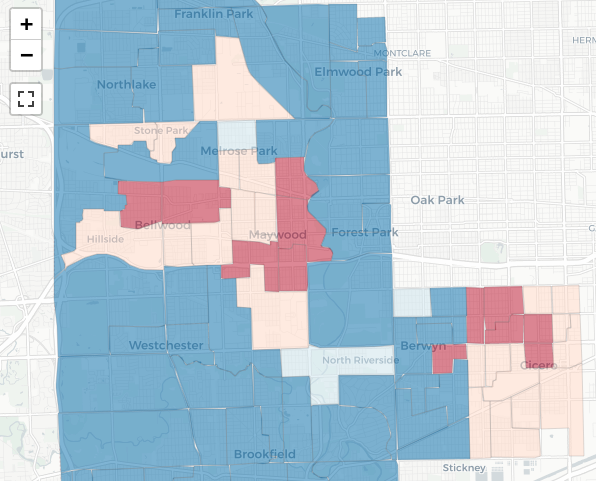 Franklin Park
+
HERM
−
MONTCLARE
Elmwood Park
Northlake
Stone Park
urst
Melrose Park
Oak Park
Bellwood
Maywood
Forest Park
Hillside
Westchester
Berwyn
North Riverside
Cicero
Brookfield
Stickney